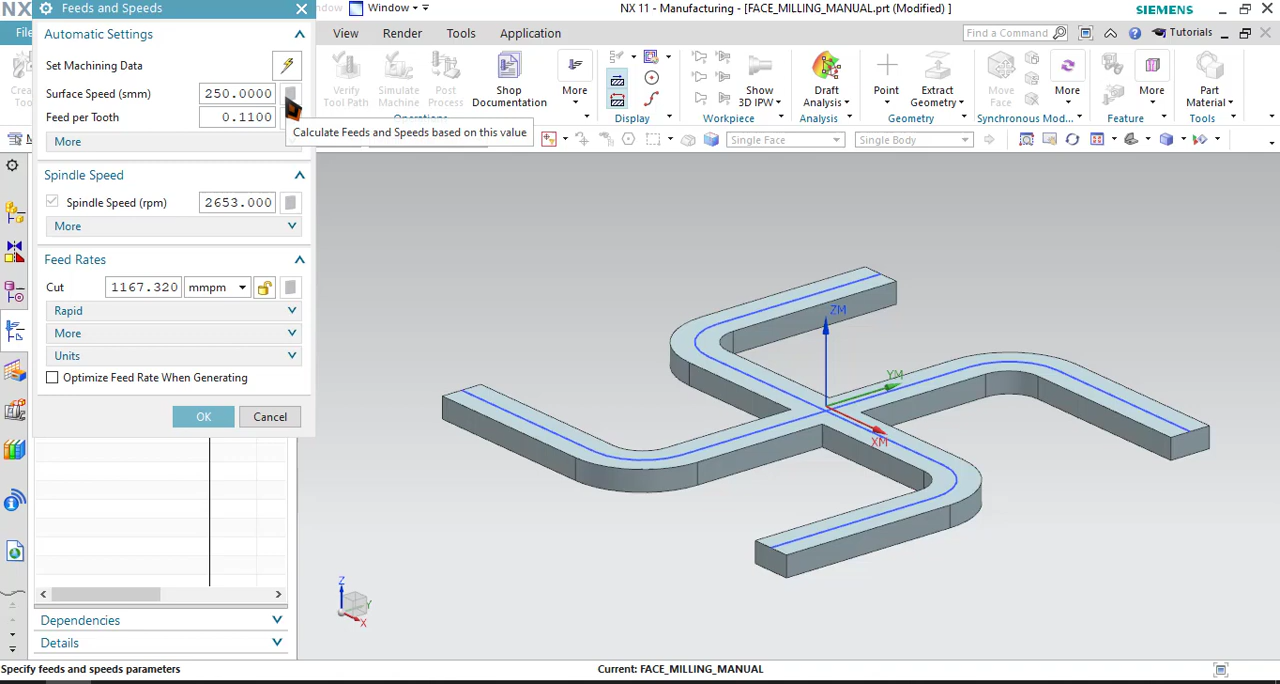 NX
Feeds and Speeds
Window
NX 11 - Manufacturing - [FACE_MILLING_MANUAL.prt (Modified) ]
SIEMENS
View
Render
Tools
Application
Find a Command
Tutorials
Automatic Settings
Set Machining Data
Surface Speed (smm)
250.0000
Feed per Tooth
0.1100
Calculate Feeds and Speeds based on this value
More
Spindle Speed
Spindle Speed (rpm)
2653.000
More
Feed Rates
Cut
1167.320
mmpm
Rapid
More
Units
Optimize Feed Rate When Generating
OK
Cancel
Verify Tool Path
Simulate Machine
Post Process
Shop Documentation
More
Display
Show 3D IPW
Workpiece
Draft Analysis
Analysis
Point
Extract Geometry
Geometry
Move Face
More
Synchronous Mod...
More
Feature
Part Material
Tools
Single Face
Single Body
ZM
YM
XM
Z
Y
X
Dependencies
Details
Specify feeds and speeds parameters
Current: FACE_MILLING_MANUAL